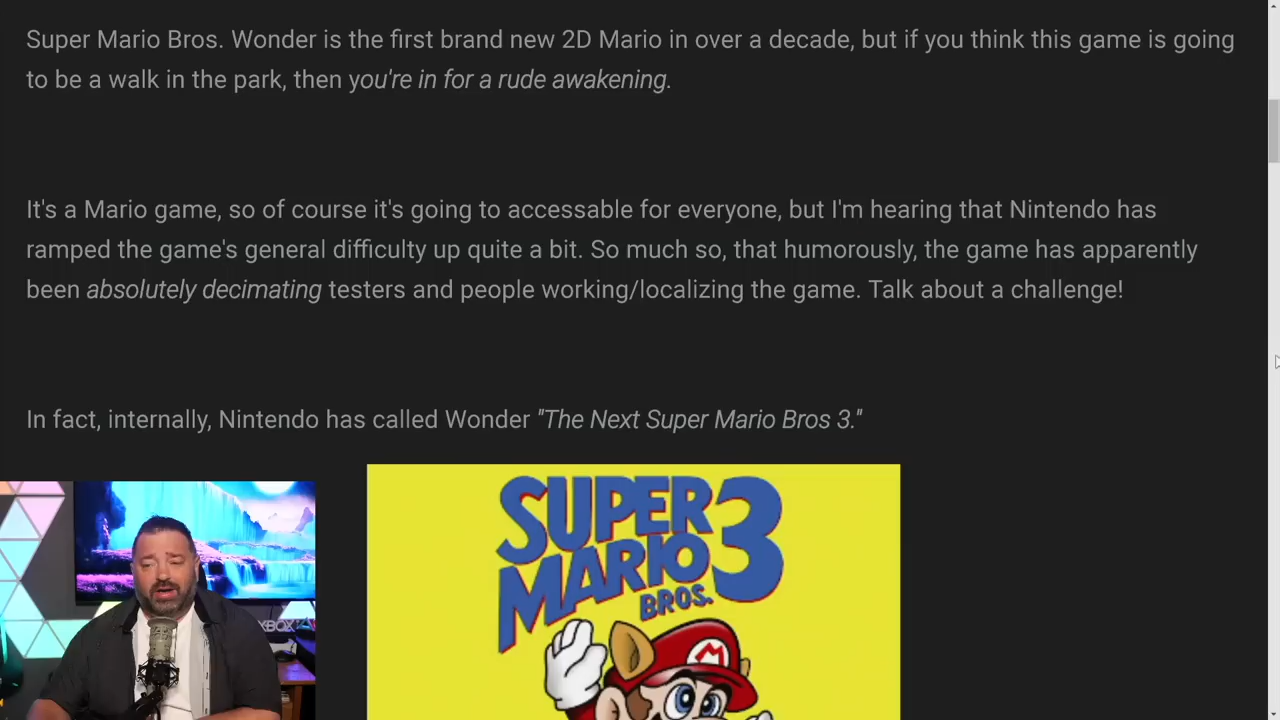 Super Mario Bros. Wonder is the first brand new 2D Mario in over a decade, but if you think this game is going
to be a walk in the park, then you're in for a rude awakening.
It's a Mario game, so of course it's going to accessable for everyone, but I'm hearing that Nintendo has
ramped the game's general difficulty up quite a bit. So much so, that humorously, the game has apparently
been absolutely decimating testers and people working/localizing the game. Talk about a challenge!
In fact, internally, Nintendo has called Wonder "The Next Super Mario Bros 3."
SUPER
MARIO 3
BROS.
M
XBOX